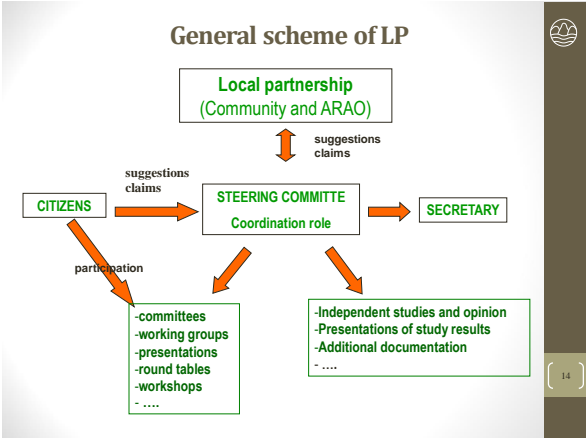 General scheme of LP
Local partnership
(Community and ARAO)
suggestions
claims
suggestions
claims
CITIZENS
STEERING COMMITTE
Coordination role
SECRETARY
participation
-committees
-working groups
-presentations
-round tables
-workshops
- ....
-Independent studies and opinion
-Presentations of study results
-Additional documentation
- ....
14